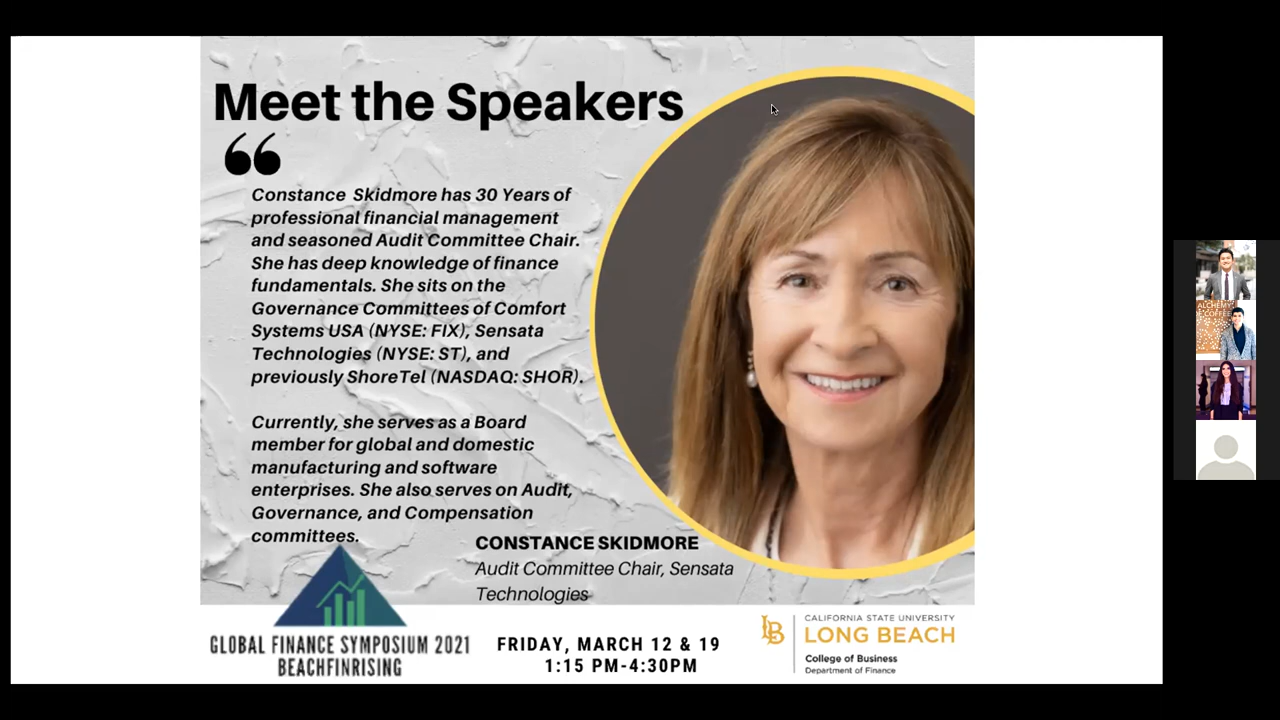 Meet the Speakers
Constance Skidmore has 30 Years of
professional financial management
and seasoned Audit Committee Chair.
She has deep knowledge of finance
fundamentals. She sits on the
Governance Committees of Comfort
Systems USA (NYSE: FIX), Sensata
Technologies (NYSE: ST), and
previously ShoreTel (NASDAQ: SHOR).
Currently, she serves as a Board
member for global and domestic
manufacturing and software
enterprises. She also serves on Audit,
Governance, and Compensation
committees.
CONSTANCE SKIDMORE
Audit Committee Chair, Sensata
Technologies
GLOBAL FINANCE SYMPOSIUM 2021
BEACHFINRISING
FRIDAY, MARCH 12 & 19
1:15 PM-4:30PM
LB
CALIFORNIA STATE UNIVERSITY
LONG BEACH
College of Business
Department of Finance
ALCHEMY
COFFEE